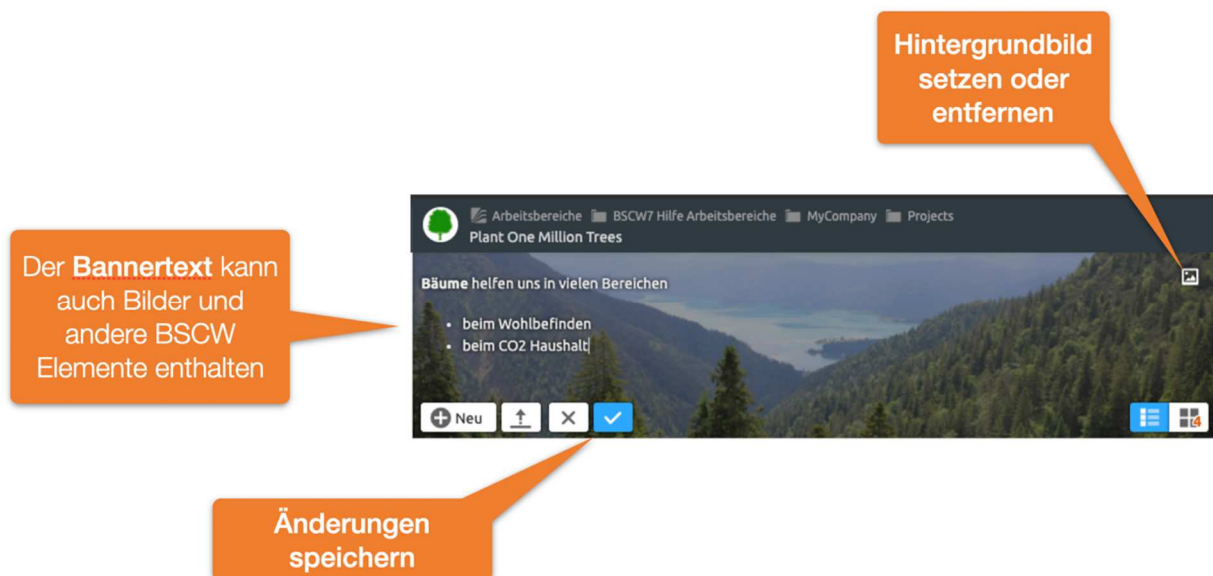 Hintergrundbild
setzen oder
entfernen
Arbeitsbereiche BSCW7 Hilfe Arbeitsbereiche MyCompany Projects
Plant One Million Trees
Der Bannertext kann
auch Bilder und
andere BSCW
Elemente enthalten
Bäume helfen uns in vielen Bereichen
• beim Wohlbefinden
• beim CO2 Haushalt
Neu
4
Änderungen
speichern